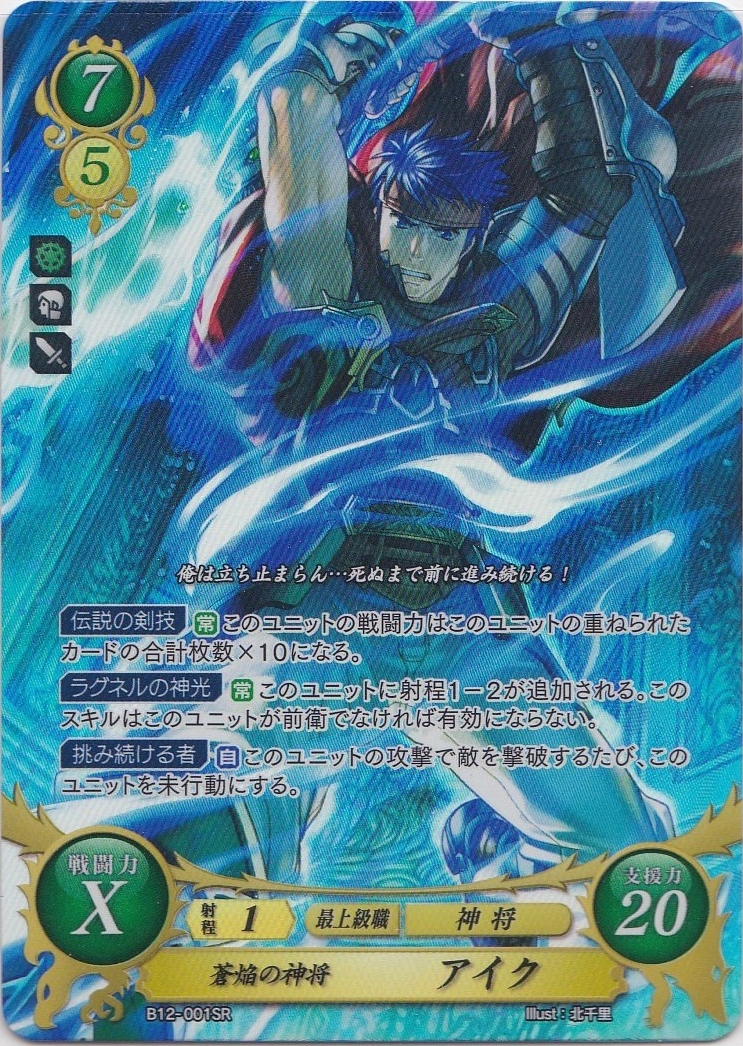 7
5
俺は立ち止まらん…死ぬまで前に進み続ける！
伝説の剣技 常 このユニットの戦闘力はこのユニットの重ねられた
カードの合計枚数×10になる。
ラグネルの神光 常 このユニットに射程1－2が追加される。この
スキルはこのユニットが前衛でなければ有効にならない。
挑み続ける者 自 このユニットの攻撃で敵を撃破するたび、この
ユニットを未行動にする。
戦闘力
X
射程 1 最上級職 神将
支援力
20
蒼焔の神将 アイク
B12-001SR Illust：北千里